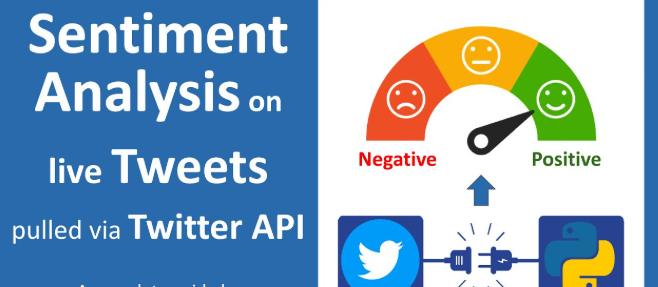 Sentiment
Analysis on
live Tweets
pulled via Twitter API
Negative
Positive